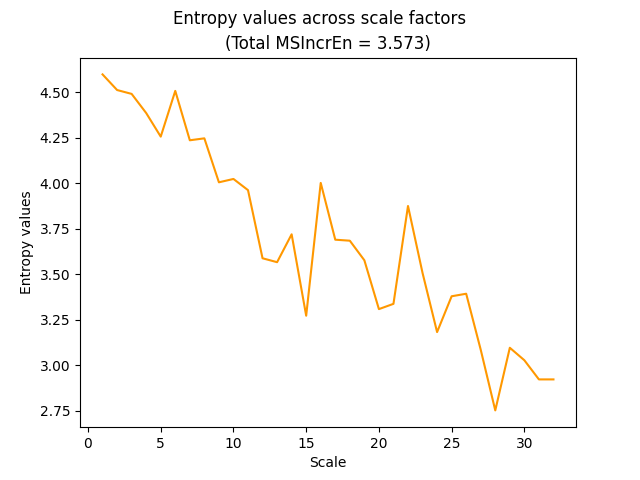 Entropy values across scale factors
(Total MSIncrEn = 3.573)
4.50
4.25
4.00
3.75
3.50
3.25
3.00
2.75
Entropy values
0 5 10 15 20 25 30
Scale